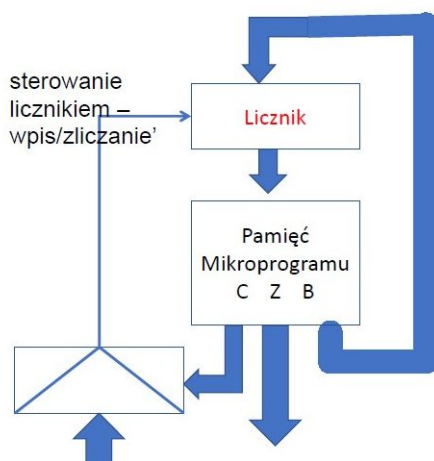 sterowanie
licznikiem –
wpis/zliczanie’
Licznik
Pamięć
Mikroprogramu
C Z B